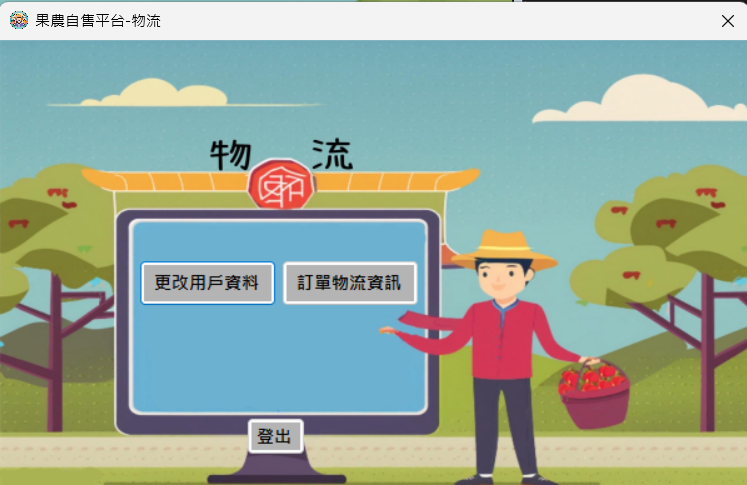 果農自售平台-物流
物 流
更改用戶資料
訂單物流資訊
登出